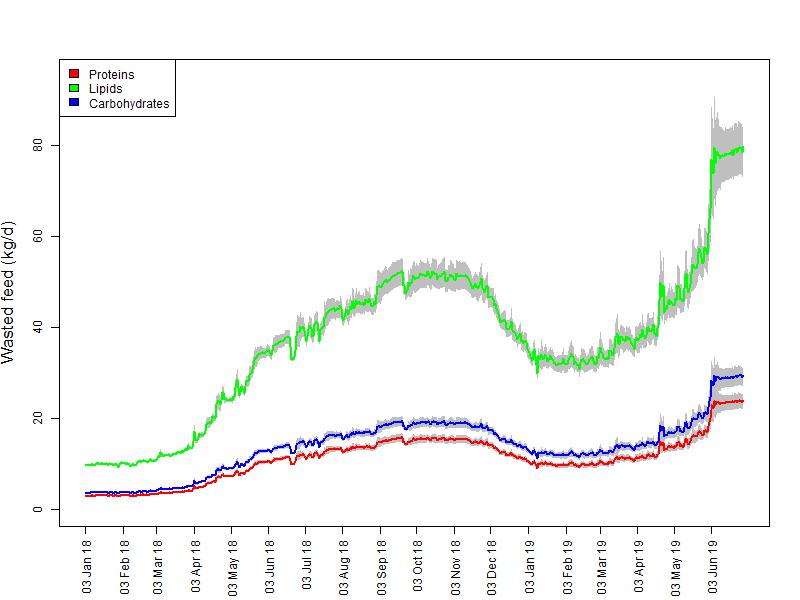 Proteins
Lipids
Carbohydrates
Wasted feed (kg/d)
80
60
40
20
0
03 Jan 18
03 Feb 18
03 Mar 18
03 Apr 18
03 May 18
03 Jun 18
03 Jul 18
03 Aug 18
03 Sep 18
03 Oct 18
03 Nov 18
03 Dec 18
03 Jan 19
03 Feb 19
03 Mar 19
03 Apr 19
03 May 19
03 Jun 19